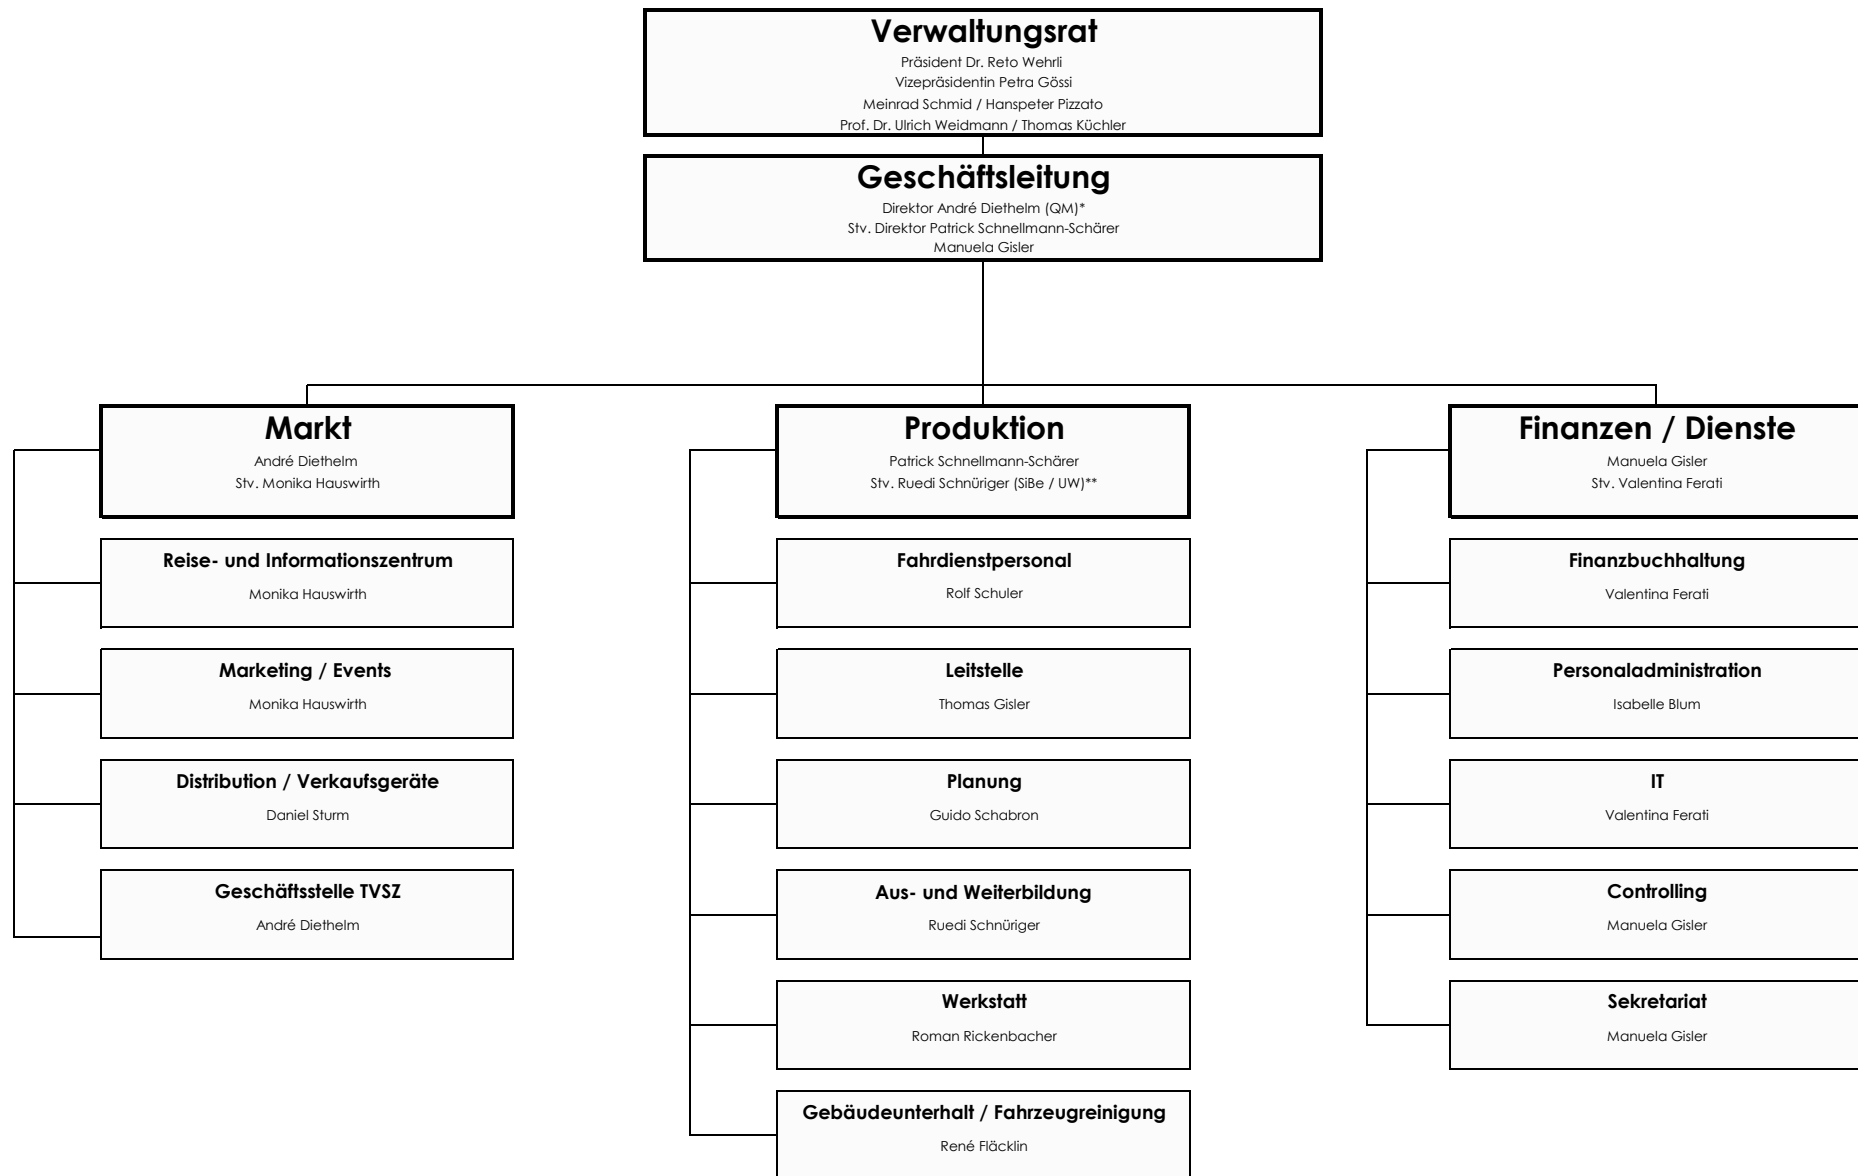 Verwaltungsrat
Präsident Dr. Reto Wehrli
Vizepräsidentin Petra Gössi
Meinrad Schmid / Hanspeter Pizzato
Prof. Dr. Ulrich Weidmann / Thomas Küchler
Geschäftsleitung
Direktor André Diethelm (QM)*
Stv. Direktor Patrick Schnellmann-Schärer
Manuela Gisler
Markt
André Diethelm
Stv. Monika Hauswirth
Reise- und Informationszentrum
Monika Hauswirth
Marketing / Events
Monika Hauswirth
Distribution / Verkaufsgeräte
Daniel Sturm
Geschäftsstelle TVSZ
André Diethelm
Produktion
Patrick Schnellmann-Schärer
Stv. Ruedi Schnüriger (SiBe / UW)**
Fahrdienstpersonal
Rolf Schuler
Leitstelle
Thomas Gisler
Planung
Guido Schabron
Aus- und Weiterbildung
Ruedi Schnüriger
Werkstatt
Roman Rickenbacher
Gebäudeunterhalt / Fahrzeugreinigung
René Fläcklin
Finanzen / Dienste
Manuela Gisler
Stv. Valentina Ferati
Finanzbuchhaltung
Valentina Ferati
Personaladministration
Isabelle Blum
IT
Valentina Ferati
Controlling
Manuela Gisler
Sekretariat
Manuela Gisler